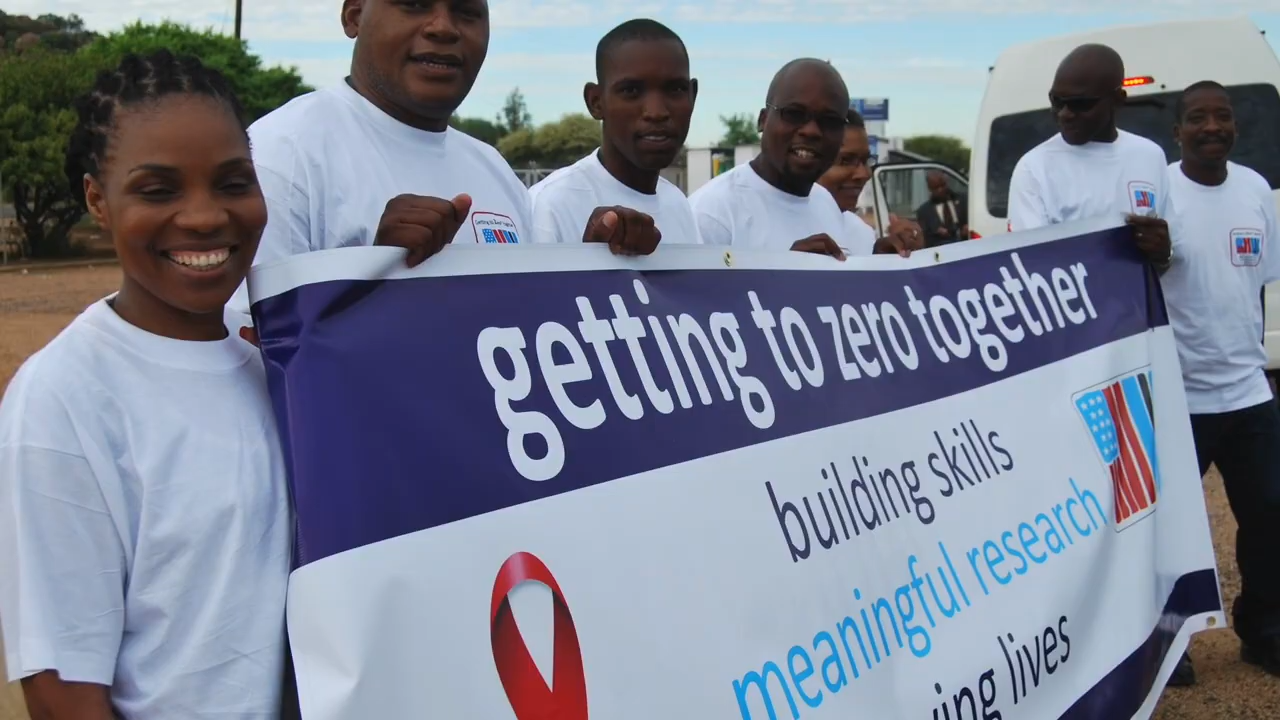 getting to zero together
building skills
meaningful research
lives